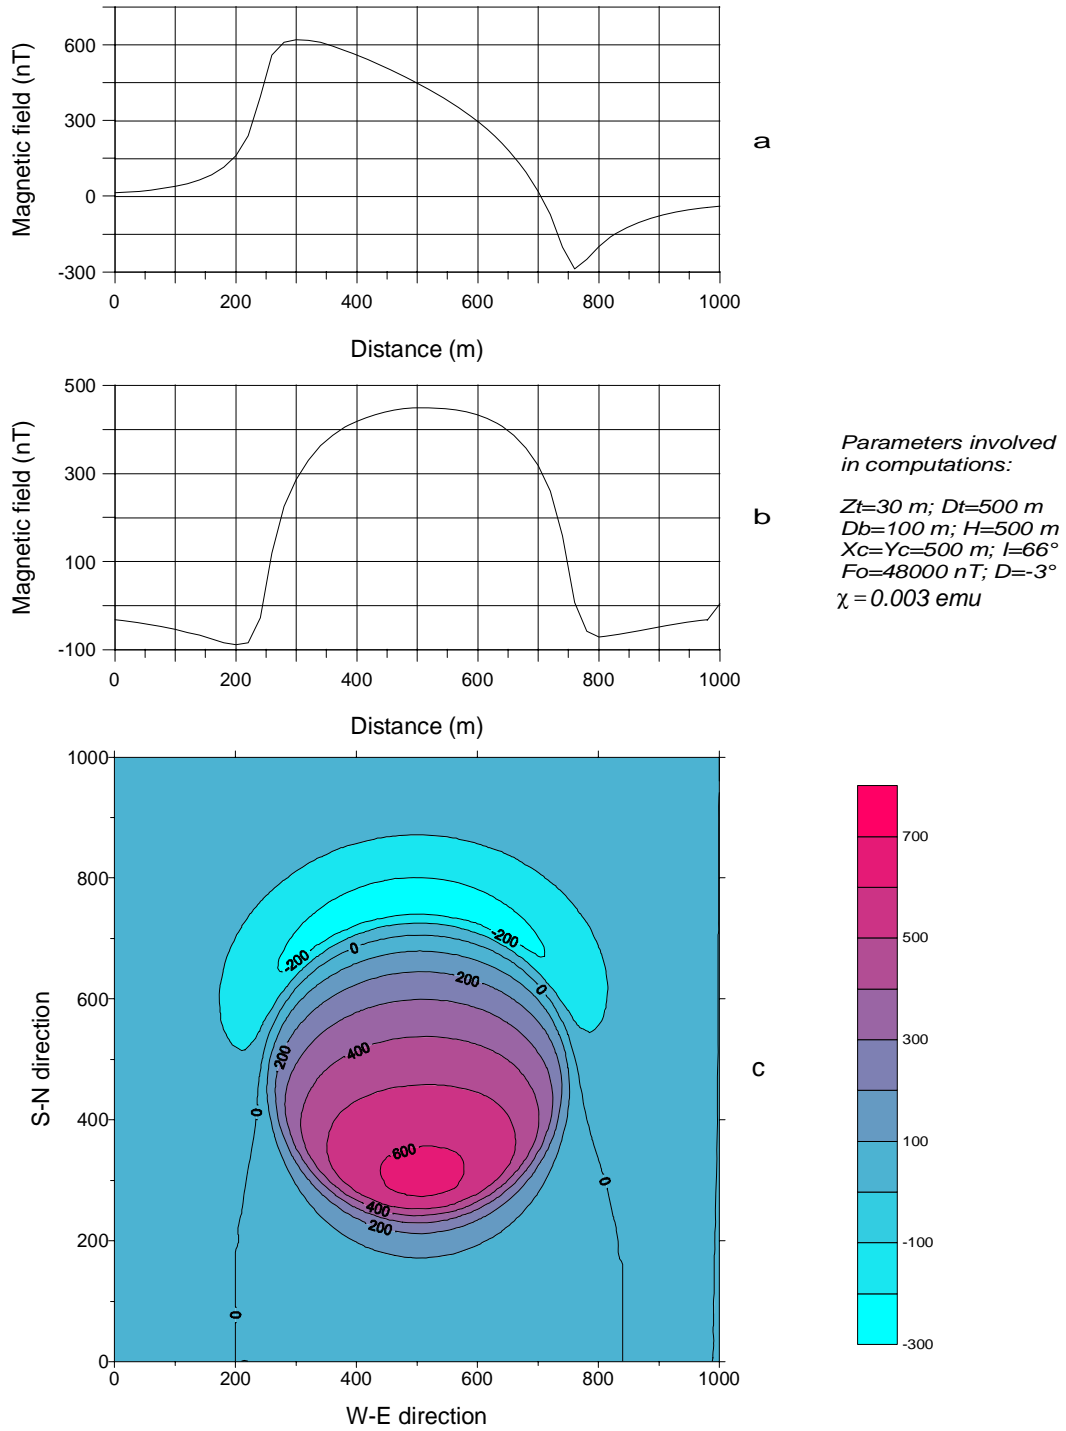 Magnetic field (nT)
600
300
0
-300
0 200 400 600 800 1000
Distance (m)
a
Magnetic field (nT)
500
300
100
-100
0 200 400 600 800 1000
Distance (m)
b
Parameters involved
in computations:
Zt=30 m; Dt=500 m
Db=100 m; H=500 m
Xc=Yc=500 m; I=66°
Fo=48000 nT; D=-3°
χ = 0.003 emu
S-N direction
1000
800
600
400
200
0
0 200 400 600 800 1000
W-E direction
-200
-200
0
0
200
200
400
0
600
0
400
200
0
c
700
500
300
100
-100
-300